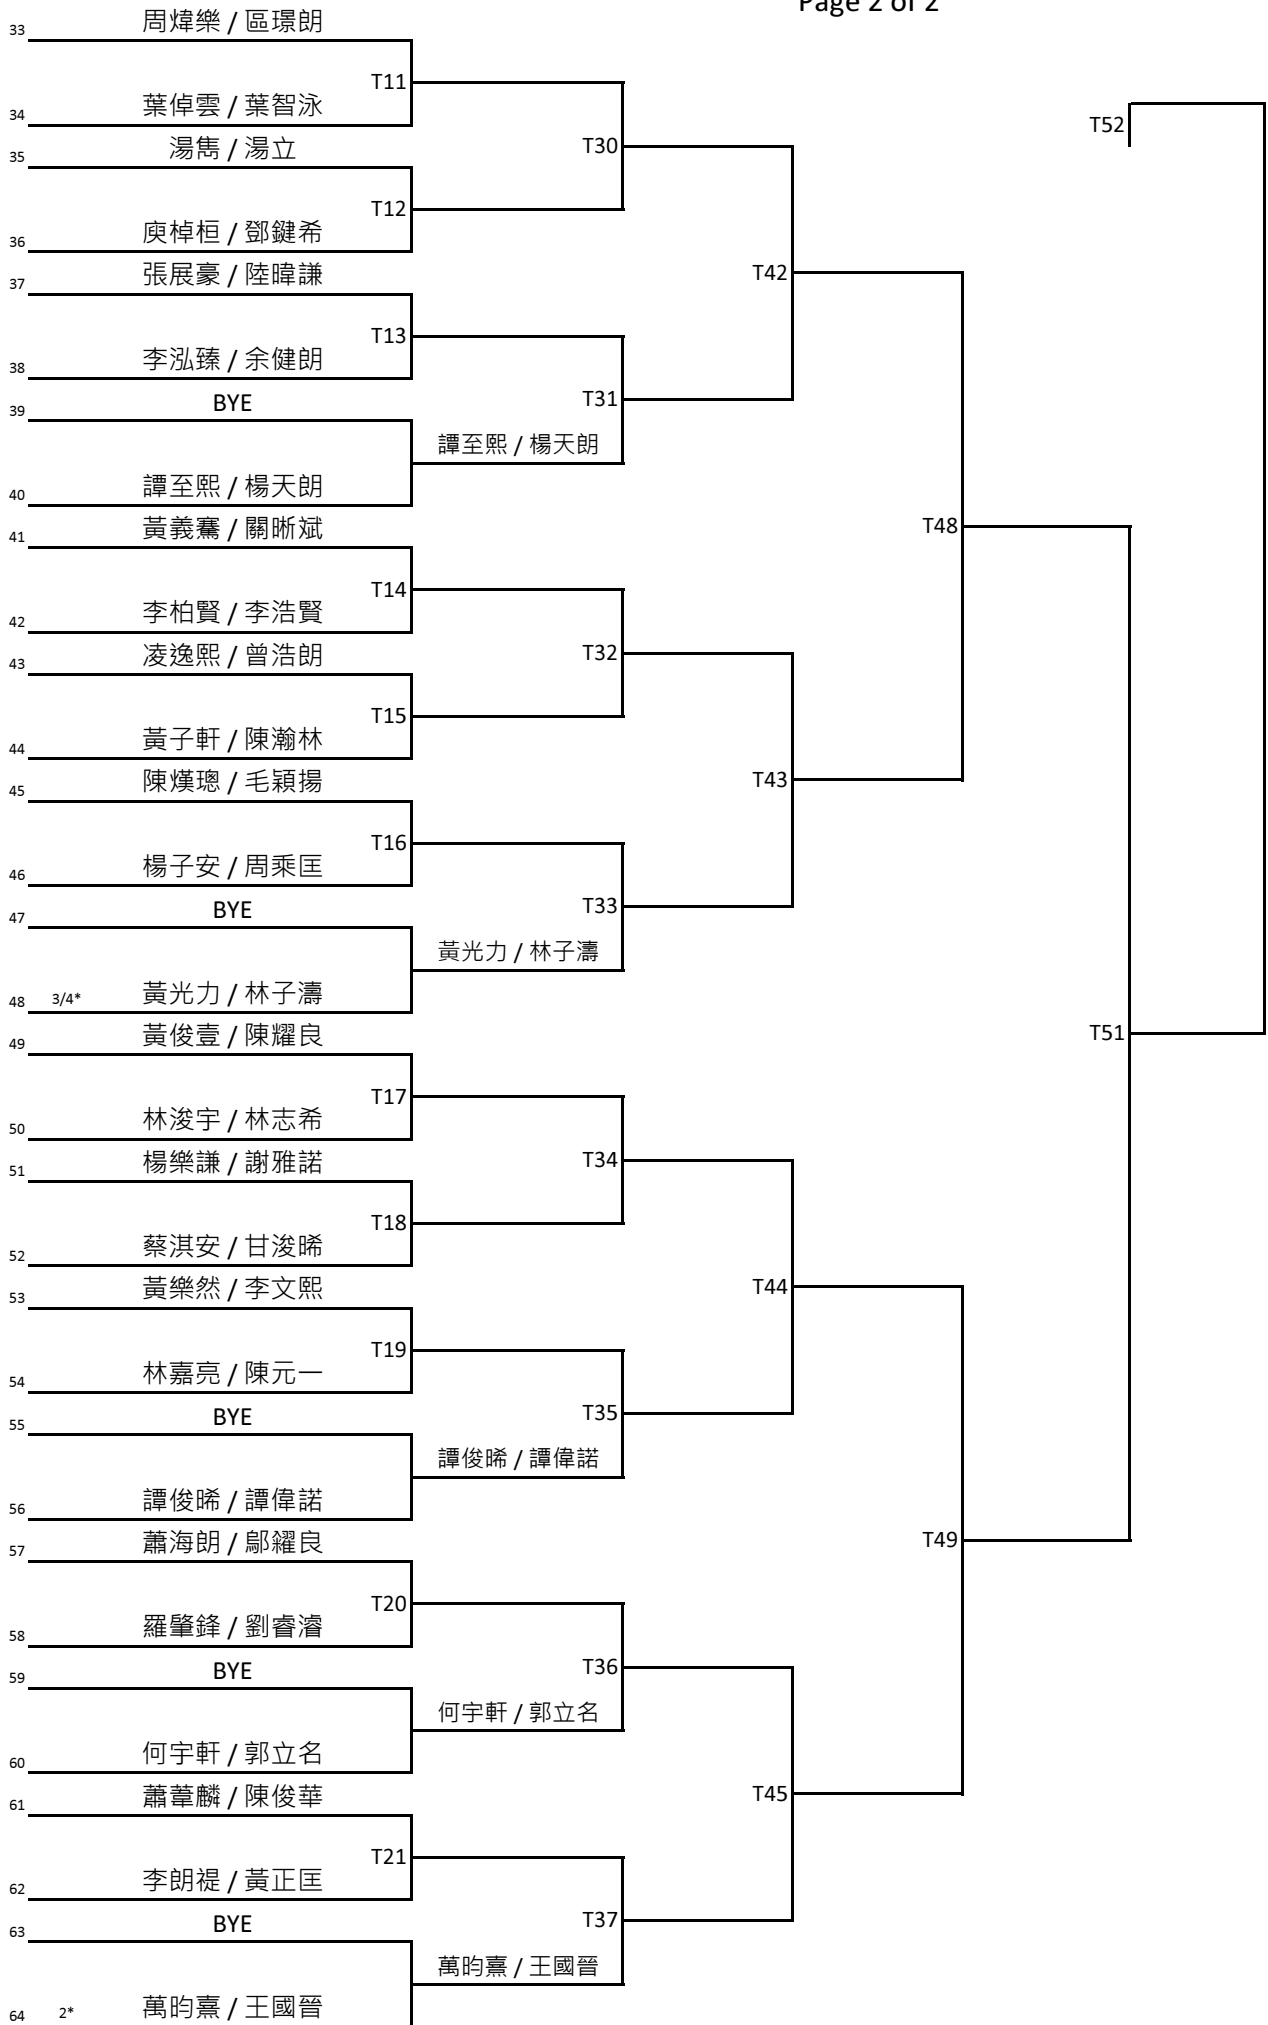 Page 2 of 2
33 周煒樂 / 區璟朗
T11
34 葉倬雲 / 葉智泳
T52
35 湯雋 / 湯立
T30
T12
36 庾棹桓 / 鄧鍵希
37 張展豪 / 陸暐謙
T42
T13
38 李泓臻 / 余健朗
39 BYE
T31
譚至熙 / 楊天朗
40 譚至熙 / 楊天朗
41 黃義騫 / 關晰斌
T48
T14
42 李柏賢 / 李浩賢
43 凌逸熙 / 曾浩朗
T32
T15
44 黃子軒 / 陳瀚林
45 陳熯璁 / 毛穎揚
T43
T16
46 楊子安 / 周乘匡
47 BYE
T33
黃光力 / 林子濤
48 3/4* 黃光力 / 林子濤
49 黃俊壹 / 陳耀良
T51
T17
50 林浚宇 / 林志希
51 楊樂謙 / 謝雅諾
T34
T18
52 蔡淇安 / 甘浚晞
53 黃樂然 / 李文熙
T44
T19
54 林嘉亮 / 陳元一
55 BYE
T35
譚俊晞 / 譚偉諾
56 譚俊晞 / 譚偉諾
57 蕭海朗 / 鄔糴良
T49
T20
58 羅肇鋒 / 劉睿濬
59 BYE
T36
何宇軒 / 郭立名
60 何宇軒 / 郭立名
61 蕭葦麟 / 陳俊華
T45
T21
62 李朗禔 / 黃正匡
63 BYE
T37
萬昀熹 / 王國晉
64 2* 萬昀熹 / 王國晉